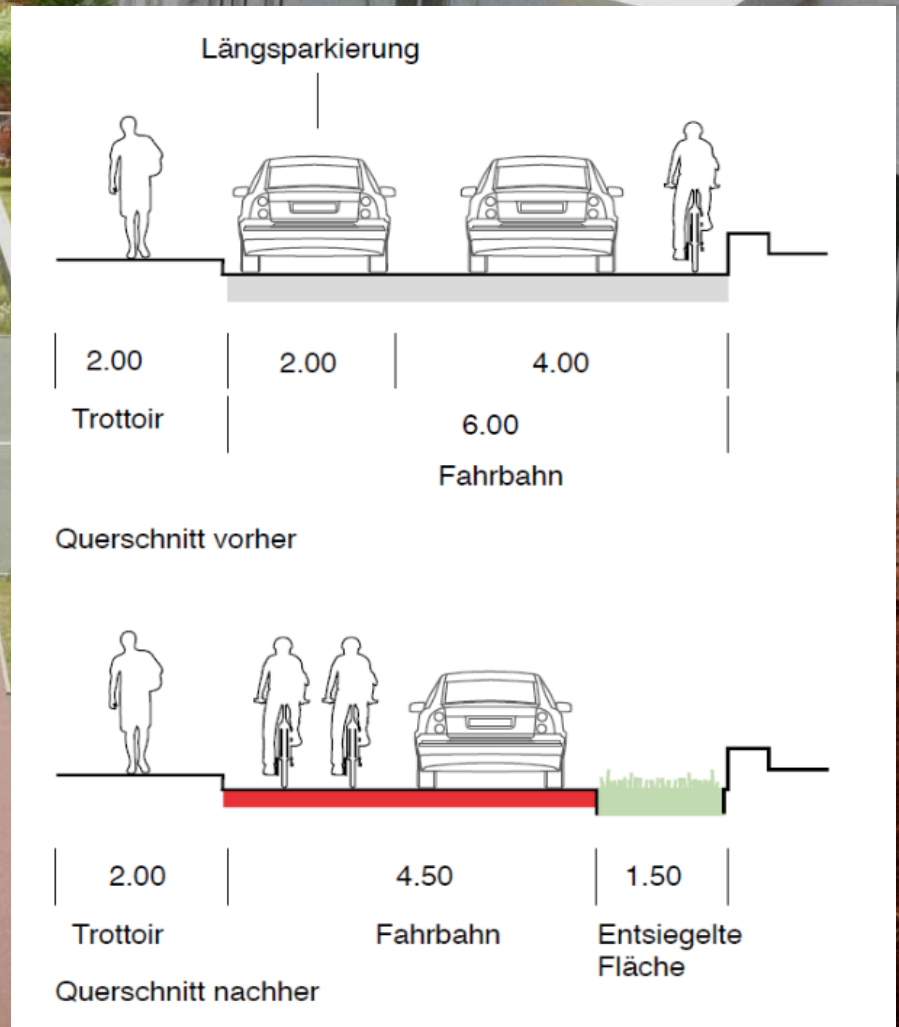 Längsparkierung
2.00 2.00 4.00
Trottoir 6.00
Fahrbahn
Querschnitt vorher
2.00 4.50 1.50
Trottoir Fahrbahn Entsiegelte
Fläche
Querschnitt nachher